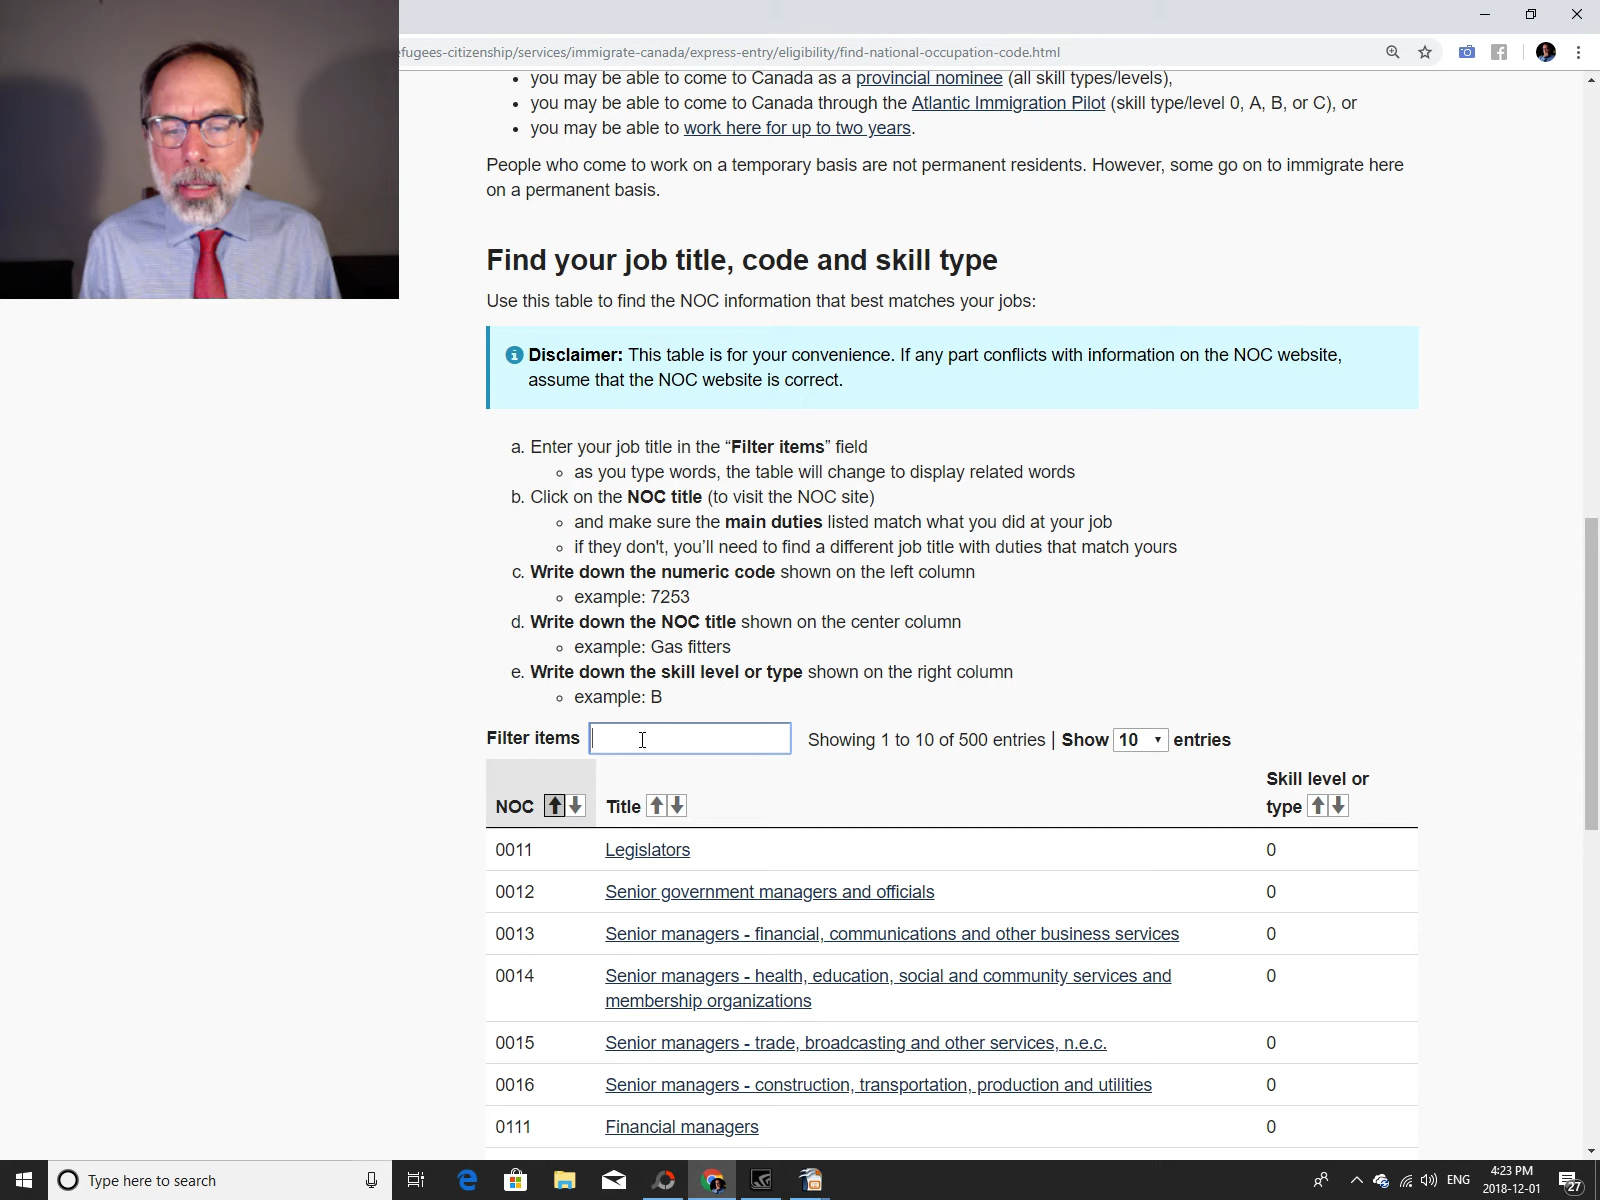 efugees-citizenship/services/immigrate-canada/express-entry/eligibility/find-national-occupation-code.html
you may be able to come to Canada as a provincial nominee (all skill types/levels),
you may be able to come to Canada through the Atlantic Immigration Pilot (skill type/level 0, A, B, or C), or
you may be able to work here for up to two years.
People who come to work on a temporary basis are not permanent residents. However, some go on to immigrate here
on a permanent basis.
Find your job title, code and skill type
Use this table to find the NOC information that best matches your jobs:
Disclaimer: This table is for your convenience. If any part conflicts with information on the NOC website,
assume that the NOC website is correct.
a. Enter your job title in the “Filter items” field
as you type words, the table will change to display related words
b. Click on the NOC title (to visit the NOC site)
and make sure the main duties listed match what you did at your job
if they don't, you’ll need to find a different job title with duties that match yours
c. Write down the numeric code shown on the left column
example: 7253
d. Write down the NOC title shown on the center column
example: Gas fitters
e. Write down the skill level or type shown on the right column
example: B
Filter items Showing 1 to 10 of 500 entries | Show 10 entries
NOC Title Skill level or
type
0011 Legislators 0
0012 Senior government managers and officials 0
0013 Senior managers - financial, communications and other business services 0
0014 Senior managers - health, education, social and community services and 0
membership organizations
0015 Senior managers - trade, broadcasting and other services, n.e.c. 0
0016 Senior managers - construction, transportation, production and utilities 0
0111 Financial managers 0
Type here to search
ENG
4:23 PM
2018-12-01
27